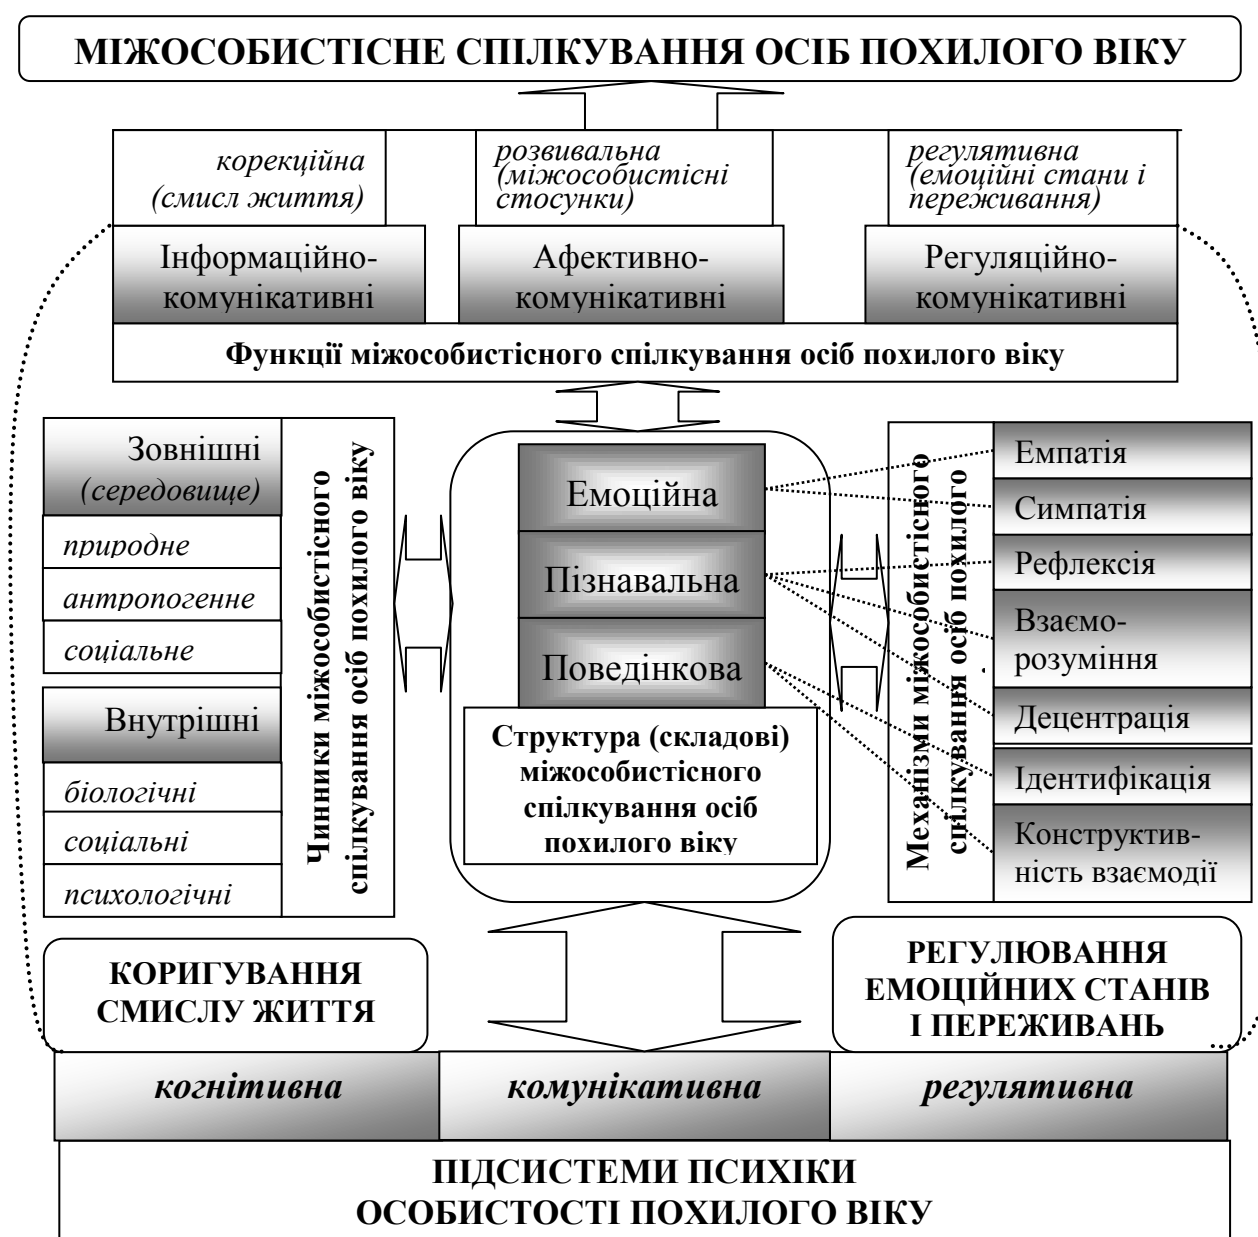 МІЖОСОБИСТІСНЕ СПІЛКУВАННЯ ОСІБ ПОХИЛОГО ВІКУ
корекційна
(смисл життя)
розвивальна
(міжособистісні
стосунки)
регулятивна
(емоційні стани і
переживання)
Інформаційно-
комунікативні
Афективно-
комунікативні
Регуляційно-
комунікативні
Функції міжособистісного спілкування осіб похилого віку
Зовнішні
(середовище)
природне
антропогенне
соціальне
Внутрішні
біологічні
соціальні
психологічні
Чинники міжособистісного
спілкування осіб похилого віку
Емоційна
Пізнавальна
Поведінкова
Структура (складові)
міжособистісного
спілкування осіб
похилого віку
Механізми міжособистісного
спілкування осіб похилого
Емпатія
Симпатія
Рефлексія
Взаємо-
розуміння
Децентрація
Ідентифікація
Конструктив-
ність взаємодії
КОРИГУВАННЯ
СМИСЛУ ЖИТТЯ
РЕГУЛЮВАННЯ
ЕМОЦІЙНИХ СТАНІВ
І ПЕРЕЖИВАНЬ
когнітивна
комунікативна
регулятивна
ПІДСИСТЕМИ ПСИХІКИ
ОСОБИСТОСТІ ПОХИЛОГО ВІКУ